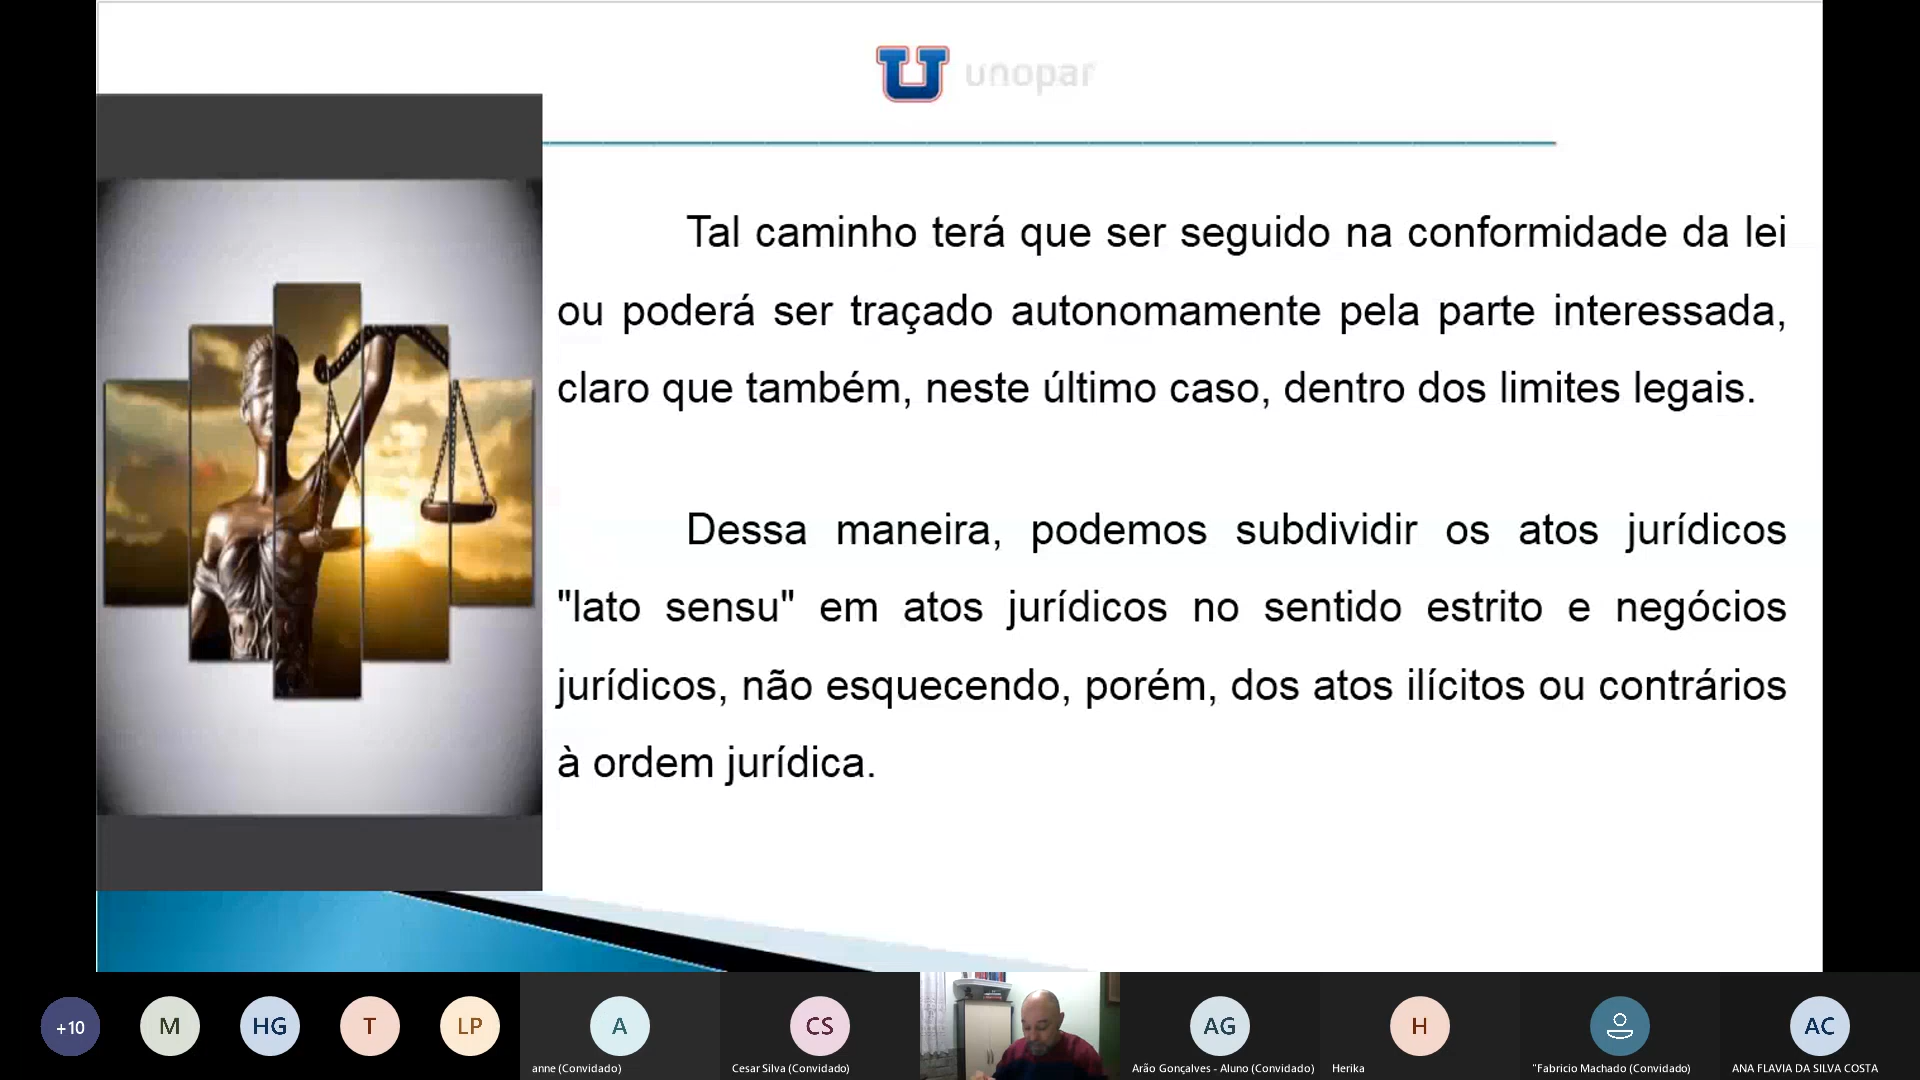 unopar
Tal caminho terá que ser seguido na conformidade da lei
ou poderá ser traçado autonomamente pela parte interessada,
claro que também, neste último caso, dentro dos limites legais.
Dessa maneira, podemos subdividir os atos jurídicos
"lato sensu" em atos jurídicos no sentido estrito e negócios
jurídicos, não esquecendo, porém, dos atos ilícitos ou contrários
à ordem jurídica.
+10 M HG T LP A CS AG H AC
anne (Convidado) Cesar Silva (Convidado) Arão Gonçalves - Aluno (Convidado) Herika "Fabricio Machado (Convidado) ANA FLAVIA DA SILVA COSTA